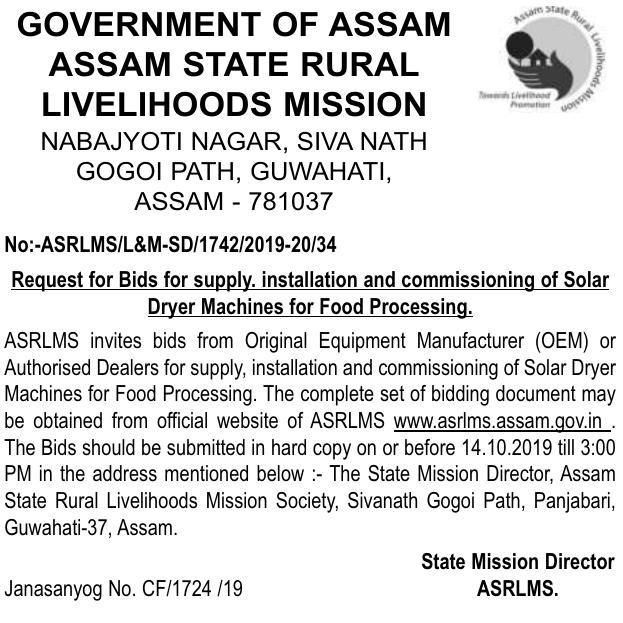 GOVERNMENT OF ASSAM
ASSAM STATE RURAL
LIVELIHOODS MISSION
Assam State Rural Livelihoods Mission
Towards Livelihood
Promotion
NABAJYOTI NAGAR, SIVA NATH
GOGOI PATH, GUWAHATI,
ASSAM - 781037
No:-ASRLMS/L&M-SD/1742/2019-20/34
Request for Bids for supply. installation and commissioning of Solar
Dryer Machines for Food Processing.
ASRLMS invites bids from Original Equipment Manufacturer (OEM) or
Authorised Dealers for supply, installation and commissioning of Solar Dryer
Machines for Food Processing. The complete set of bidding document may
be obtained from official website of ASRLMS www.asrlms.assam.gov.in .
The Bids should be submitted in hard copy on or before 14.10.2019 till 3:00
PM in the address mentioned below :- The State Mission Director, Assam
State Rural Livelihoods Mission Society, Sivanath Gogoi Path, Panjabari,
Guwahati-37, Assam.
State Mission Director
Janasanyog No. CF/1724 /19 ASRLMS.